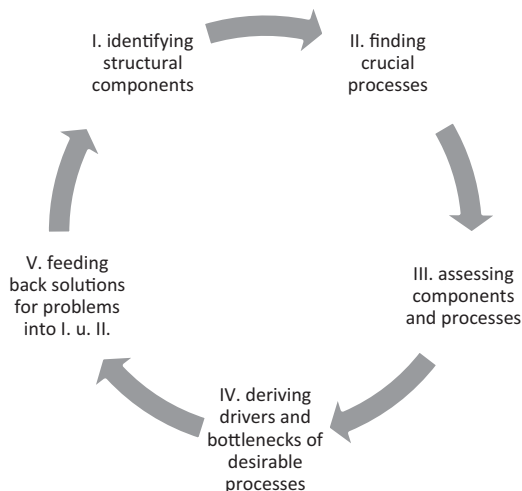 I. identifying
structural
components
II. finding
crucial
processes
III. assessing
components
and processes
IV. deriving
drivers and
bottlenecks of
desirable
processes
V. feeding
back solutions
for problems
into I. u. II.